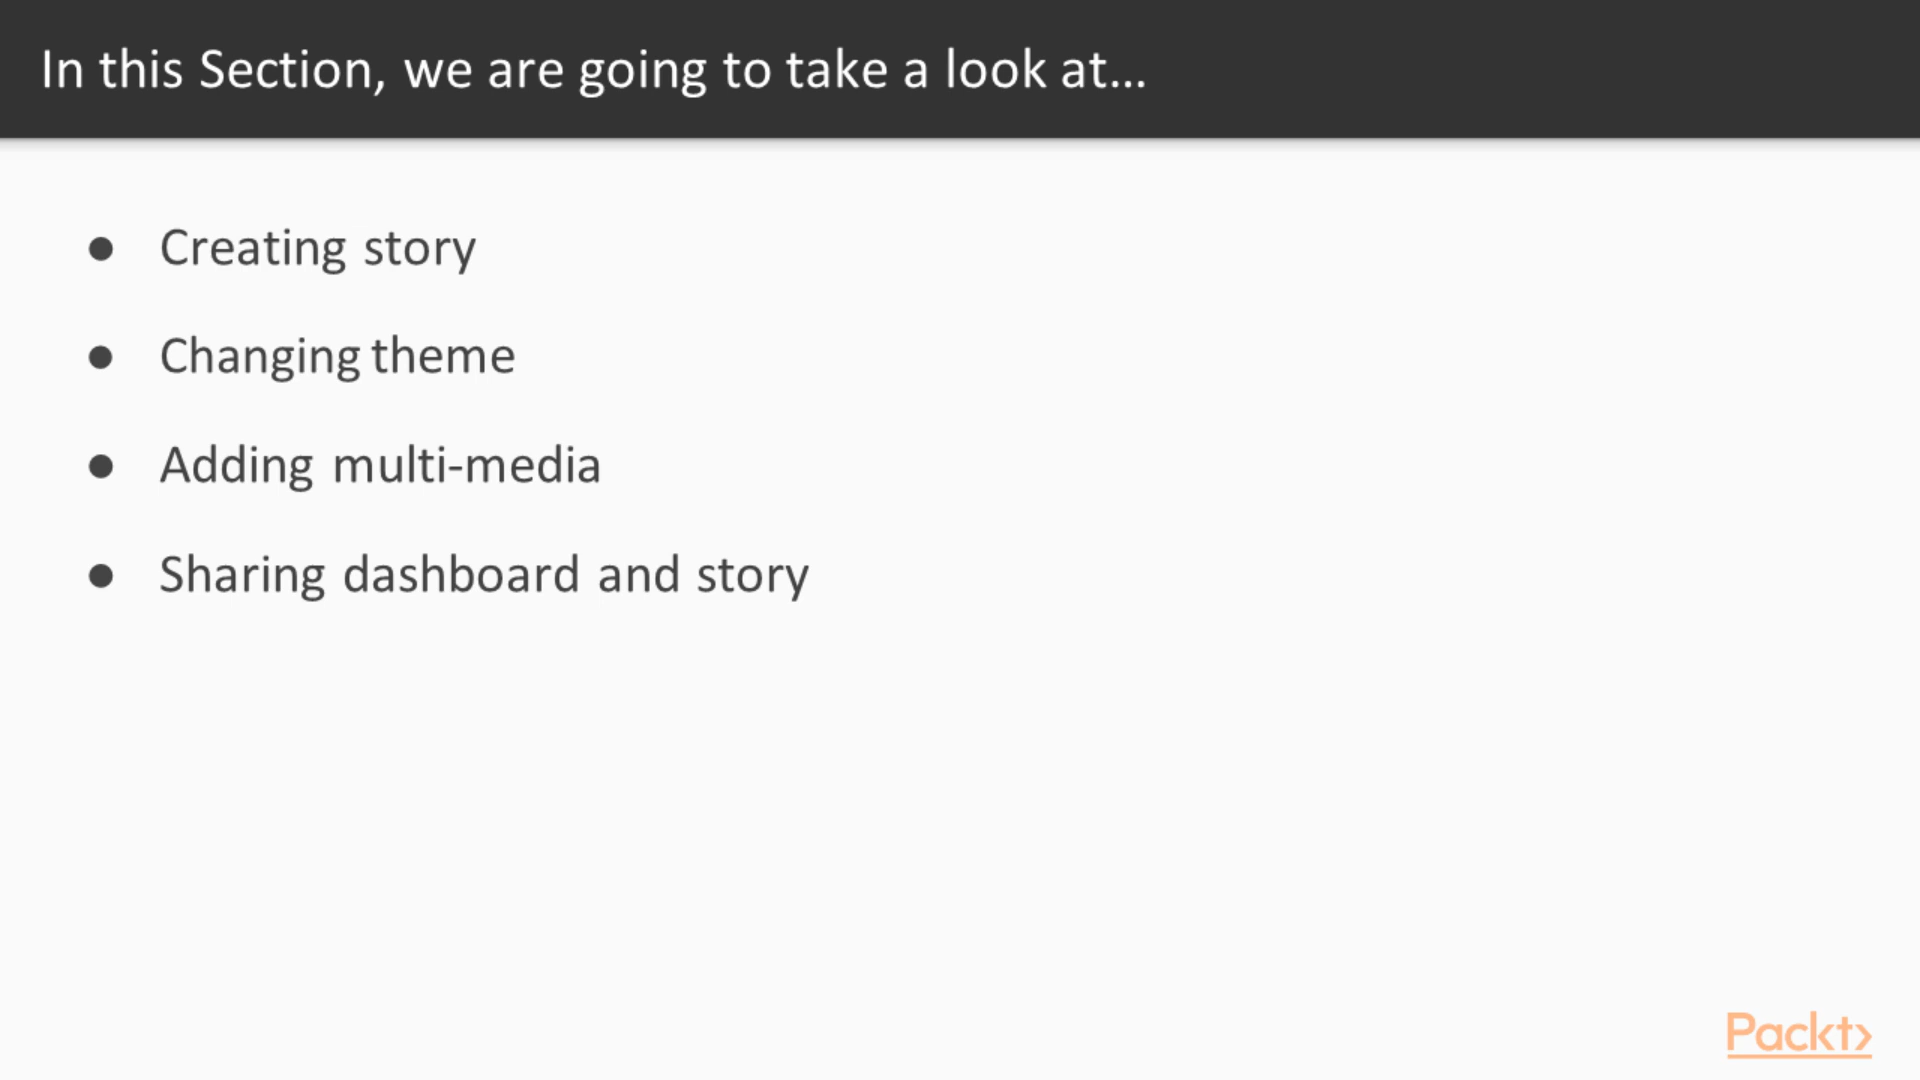 In this Section, we are going to take a look at...
● Creating story
● Changing theme
● Adding multi-media
● Sharing dashboard and story
Packt>